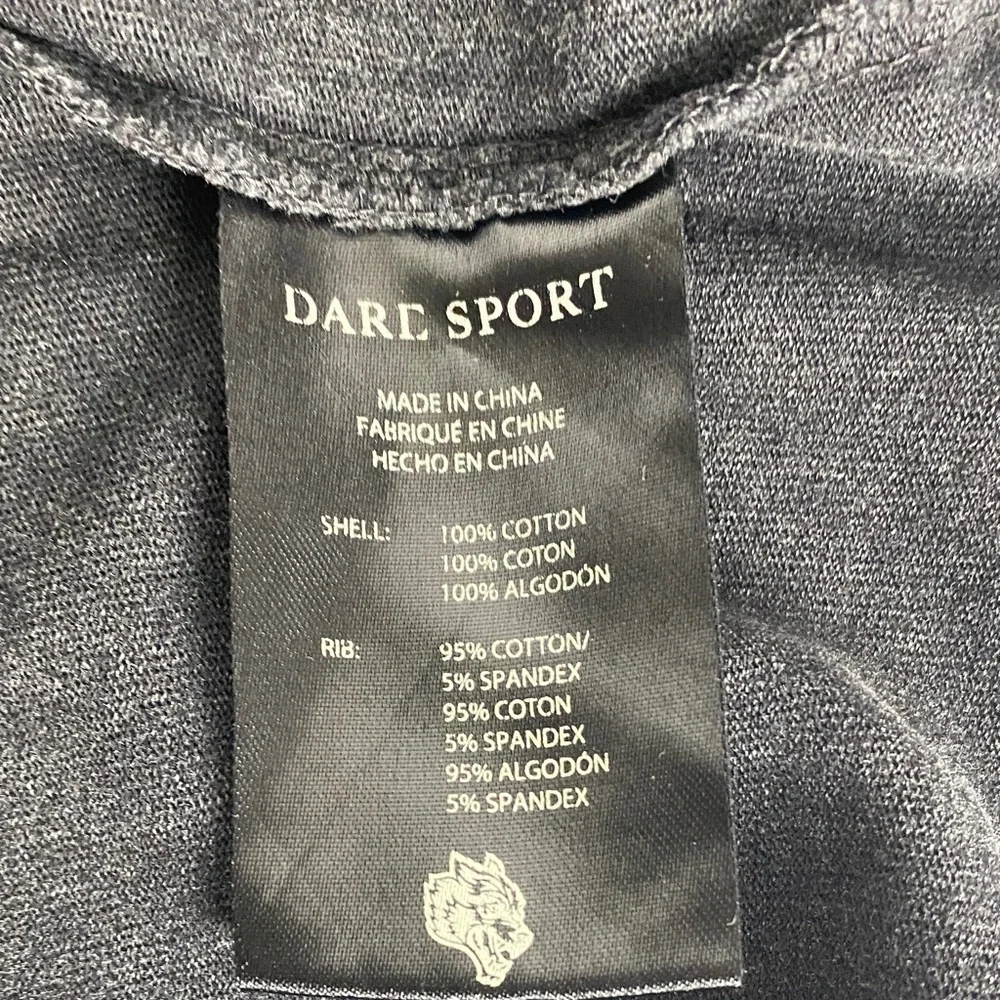 DARE SPORT
MADE IN CHINA
FABRIQUÉ EN CHINE
HECHO EN CHINA
SHELL: 100% COTTON
100% COTON
100% ALGODÓN
RIB: 95% COTTON/
5% SPANDEX
95% COTON
5% SPANDEX
95% ALGODÓN
5% SPANDEX